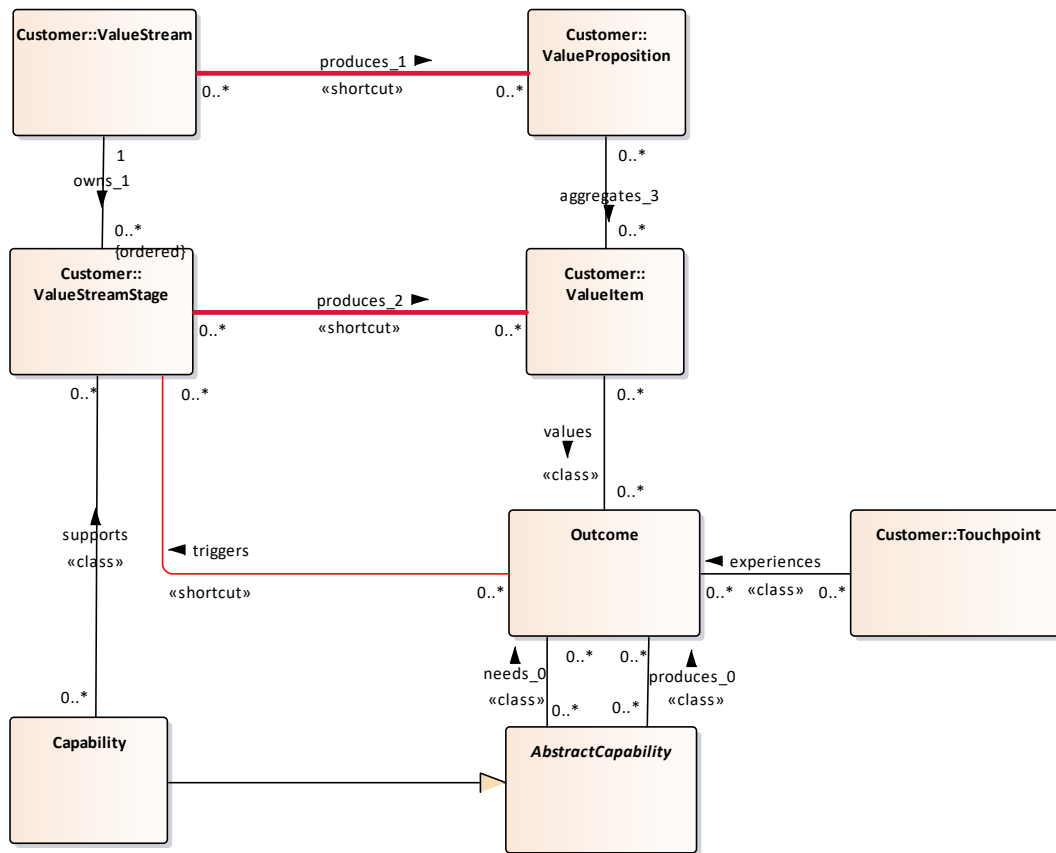 Customer::ValueStream
Customer::
ValueProposition
produces_1
0..*
«shortcut»
0..*
1
owns_1
0..*
{ordered}
0..*
aggregates_3
0..*
Customer::
ValueStreamStage
Customer::
ValueItem
produces_2
0..*
«shortcut»
0..*
0..*
0..*
0..*
values
«class»
0..*
supports
«class»
0..*
triggers
«shortcut»
0..*
Outcome
Customer::Touchpoint
experiences
0..*
«class»
0..*
needs_0
«class»
0..*
0..*
0..*
0..*
produces_0
«class»
Capability
AbstractCapability